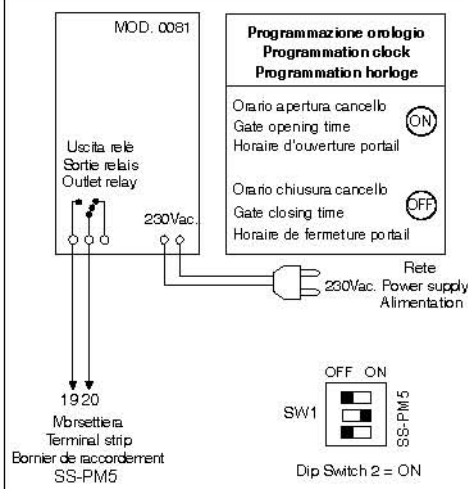 MOD. 0081
Uscita relè
Sortie relais
Outlet relay
230Vac.
Programmazione orologio
Programmation clock
Programmation horloge
Orario apertura cancello
Gate opening time
Horaire d'ouverture portail
ON
Orario chiusura cancello
Gate closing time
Horaire de fermeture portail
OFF
Rete
230Vac. Power supply
Alimentation
19 20
Morsettiera
Terminal strip
Bornier de raccordement
SS-PM5
OFF ON
SW1
SS-PM5
Dip Switch 2 = ON